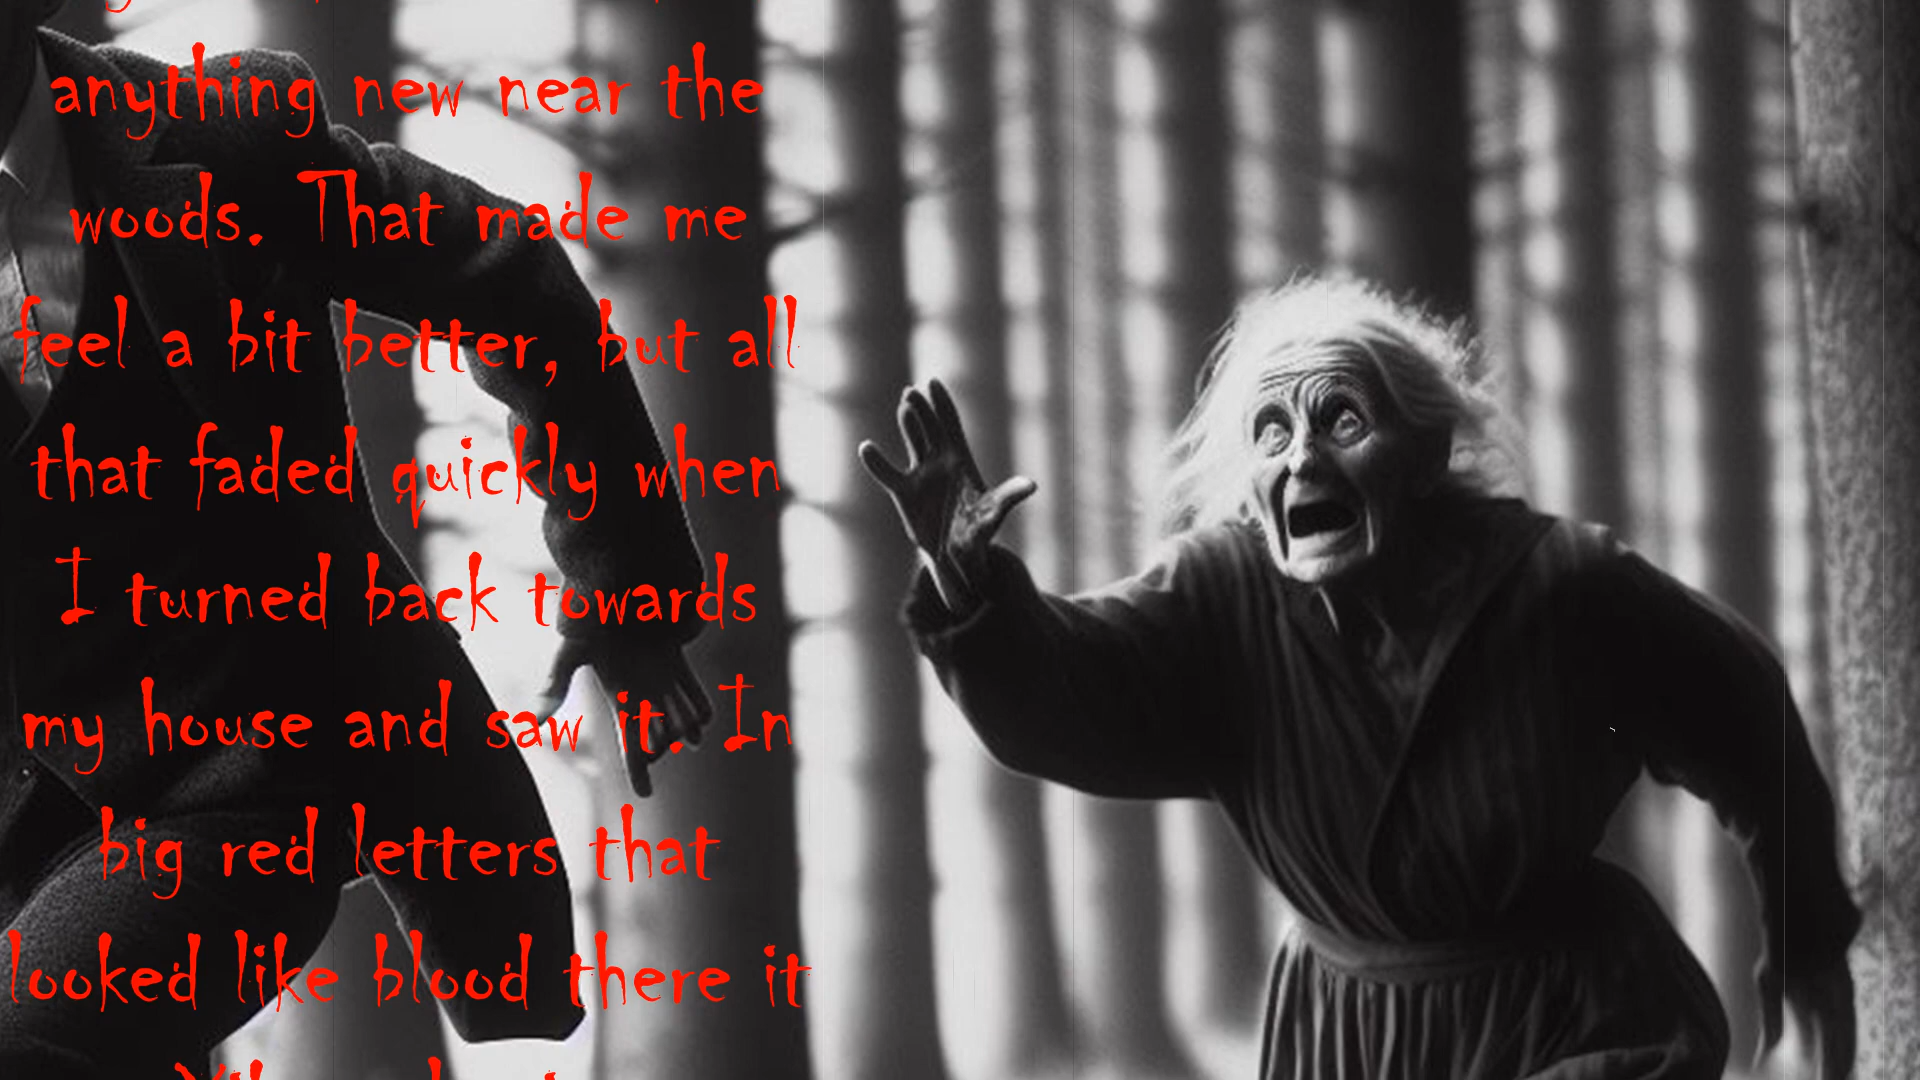 anything new near the
woods. That made me
feel a bit better, but all
that faded quickly when
I turned back towards
my house and saw it. In
big red letters that
looked like blood there it